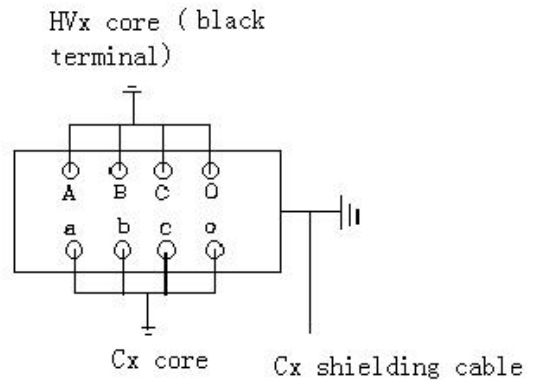 HVx core (black
terminal)
A B C O
a b c o
Cx core
Cx shielding cable